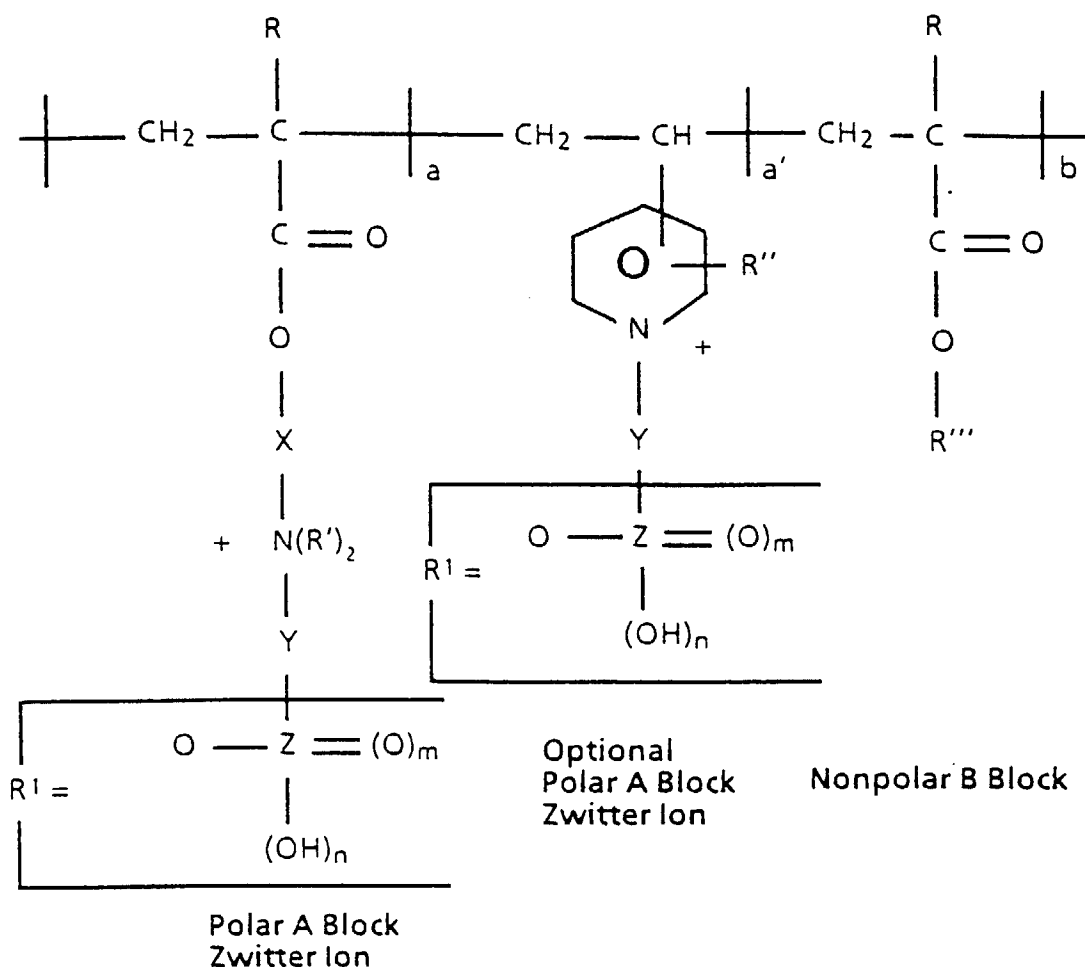 R R
CH2 — C — CH2 — CH — CH2 — C —
a a' b
C = O O — R'' C = O
O N + O
X Y R'''
+ N(R')2 O — Z = (O)m
R1 =
Y (OH)n
O — Z = (O)m
R1 =
(OH)n
Optional
Polar A Block
Zwitter Ion
Nonpolar B Block
Polar A Block
Zwitter Ion